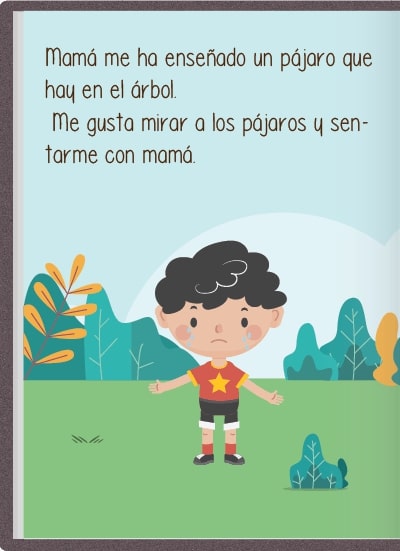 Mamá me ha enseñado un pájaro que
hay en el árbol.
Me gusta mirar a los pájaros y sen-
tarme con mamá.